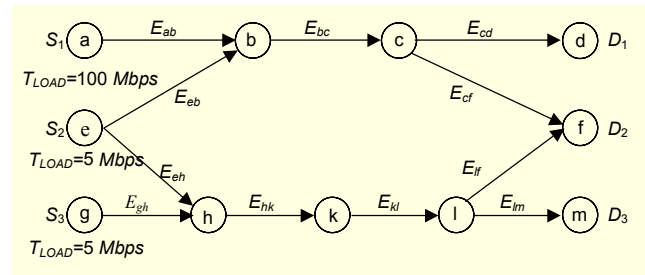 S1 a Eab b Ebc c Ecd d D1
TLOAD=100 Mbps
Eeb Ecf
S2 e f D2
TLOAD=5 Mbps
Eeh Elf
S3 g Egh h Ehk k Ekl l Elm m D3
TLOAD=5 Mbps